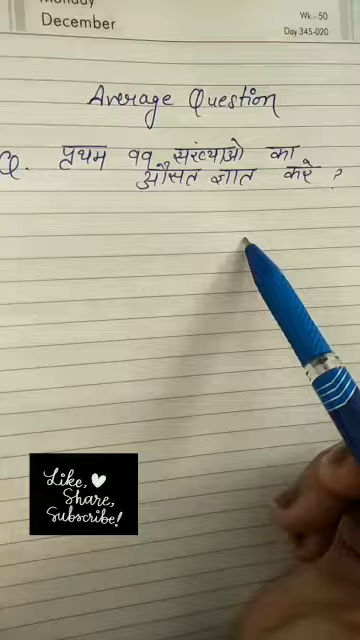 Monday
December
Wk-50
Day 345-020
Average Question
Q. प्रथम 99 संख्याओ का
औसत ज्ञात करे ?
Like,
Share,
Subscribe!